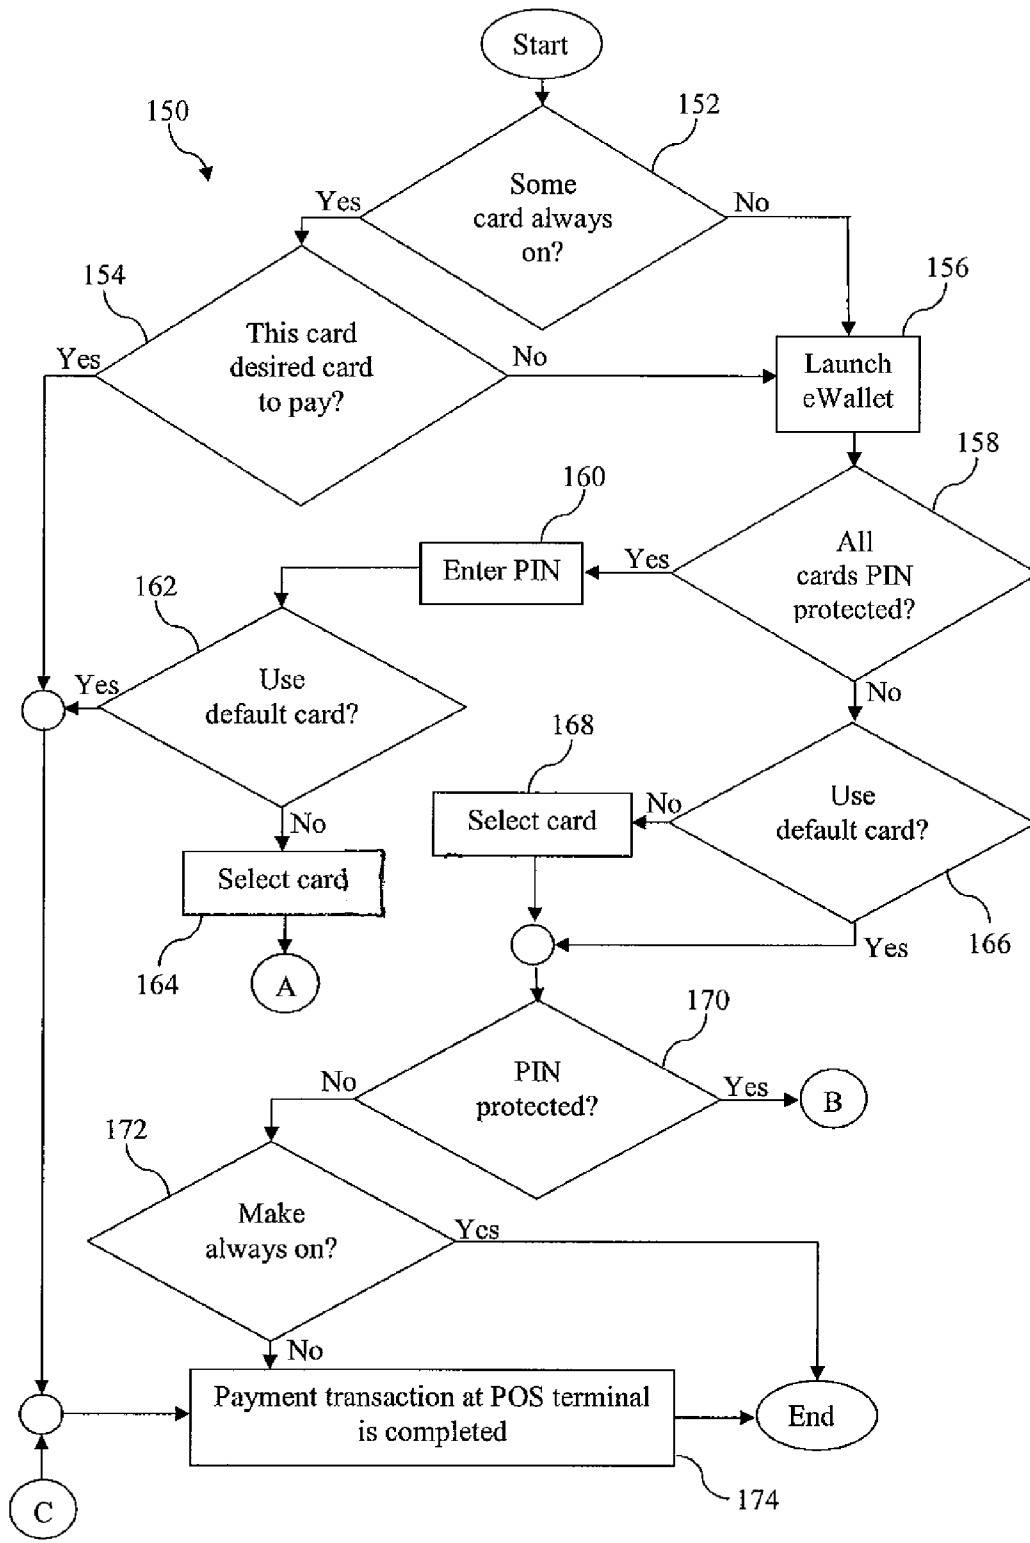 Start
150
152
Some
card always
on?
Yes
No
154
156
This card
desired card
to pay?
Yes
No
Launch
eWallet
158
160
All
cards PIN
protected?
Yes
Enter PIN
162
Use
default card?
Yes
No
168
Use
default card?
No
Select card
No
Select card
164
A
Yes
166
170
PIN
protected?
No
Yes
B
172
Make
always on?
Yes
No
Payment transaction at POS terminal
is completed
End
C
174